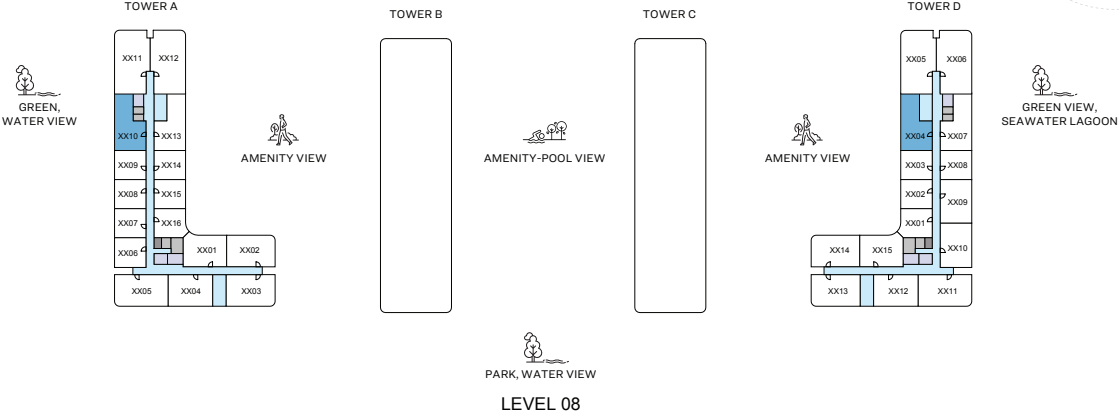 TOWER A
TOWER B
TOWER C
TOWER D
XX11
XX12
XX10
XX13
XX09
XX14
XX08
XX15
XX07
XX16
XX06
XX01
XX02
XX05
XX04
XX03
GREEN,
WATER VIEW
AMENITY VIEW
AMENITY-POOL VIEW
AMENITY VIEW
XX05
XX06
XX04
XX07
XX03
XX08
XX02
XX09
XX01
XX10
XX14
XX15
XX13
XX12
XX11
GREEN VIEW,
SEAWATER LAGOON
PARK, WATER VIEW
LEVEL 08